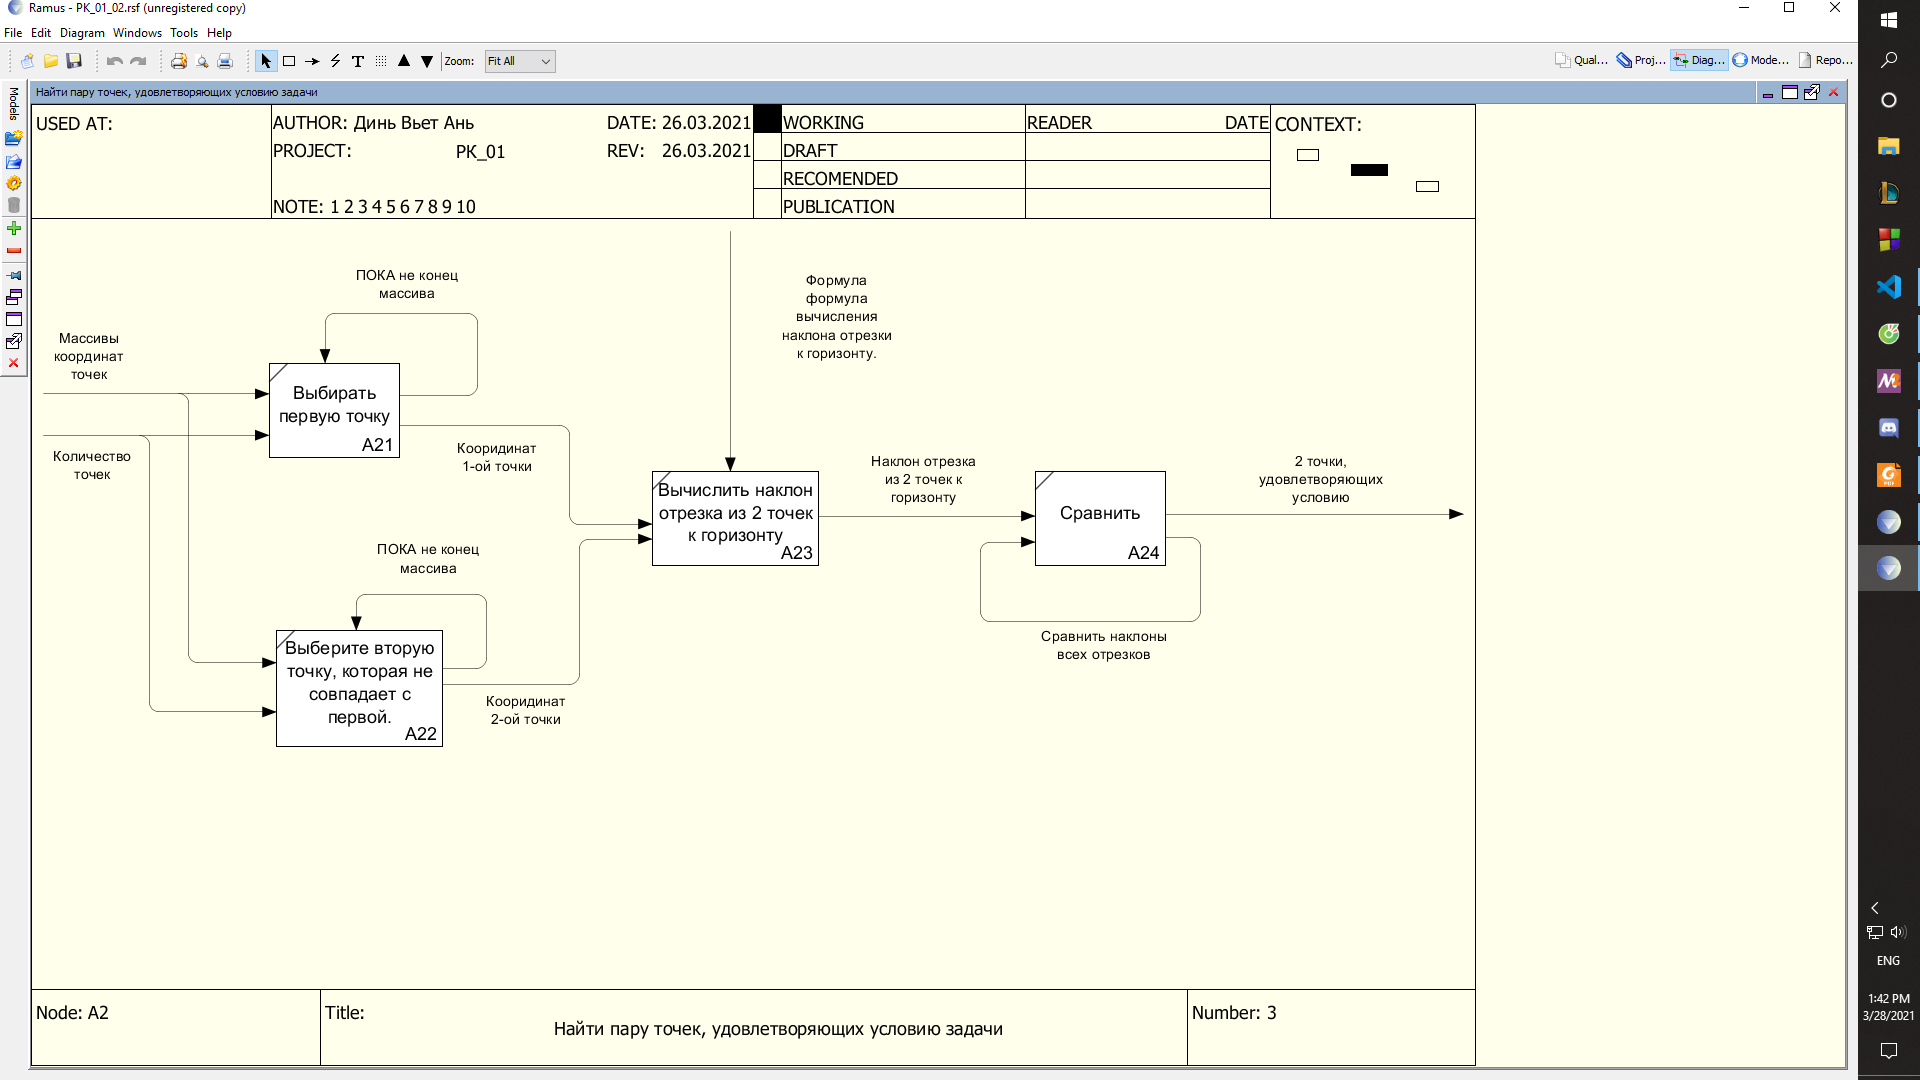 Ramus - PK_01_02.rsf (unregistered copy)
File Edit Diagram Windows Tools Help
Zoom: Fit All
Qual... Proj... Diag... Mode... Repo...
Models
Найти пару точек, удовлетворяющих условию задачи
USED AT:
AUTHOR: Динь Вьет Ань
DATE: 26.03.2021
PROJECT: PK_01
REV: 26.03.2021
NOTE: 1 2 3 4 5 6 7 8 9 10
WORKING
DRAFT
RECOMENDED
PUBLICATION
READER DATE
CONTEXT:
ПОКА не конец
массива
Формула
формула
вычисления
наклона отрезки
к горизонту.
Массивы
координат
точек
Выбирать
первую точку
A21
Количество
точек
Кооридинат
1-ой точки
Вычислить наклон
отрезка из 2 точек
к горизонту
A23
Наклон отрезка
из 2 точек к
горизонту
Сравнить
A24
2 точки,
удовлетворяющих
условию
ПОКА не конец
массива
Выберите вторую
точку, которая не
совпадает с
первой.
A22
Кооридинат
2-ой точки
Сравнить наклоны
всех отрезков
Node: A2
Title:
Найти пару точек, удовлетворяющих условию задачи
Number: 3
ENG
1:42 PM
3/28/2021